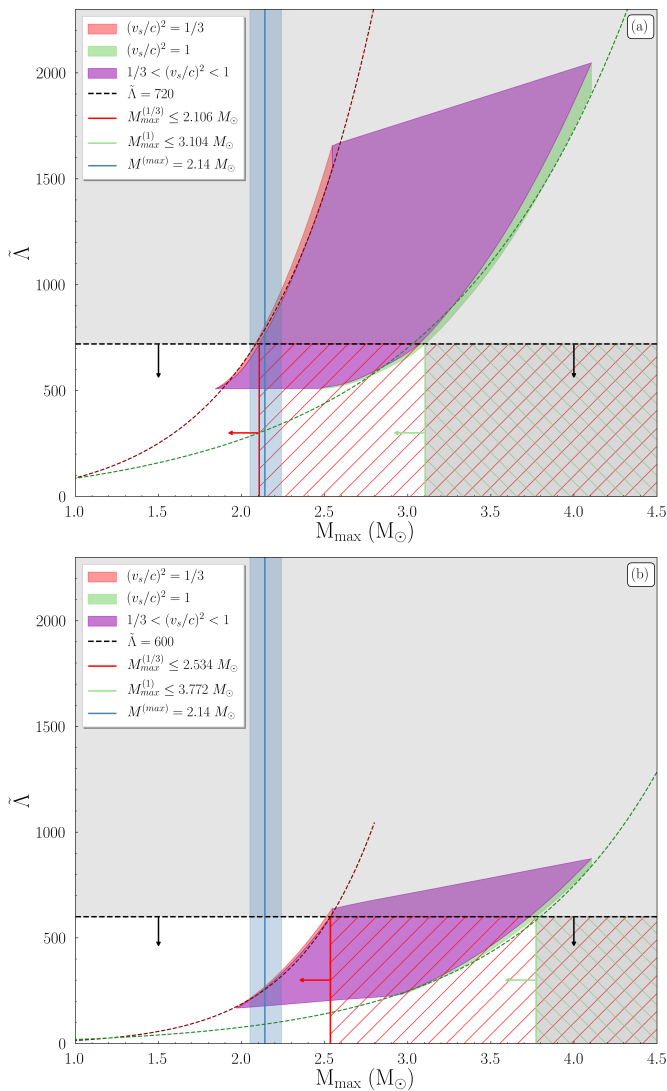 (a)
(v_s/c)² = 1/3
(v_s/c)² = 1
1/3 < (v_s/c)² < 1
Λ̃ = 720
M_max^(1/3) ≤ 2.106 M_⊙
M_max^(1) ≤ 3.104 M_⊙
M^(max) = 2.14 M_⊙
2000
1500
1000
500
0
Λ̃
1.0 1.5 2.0 2.5 3.0 3.5 4.0 4.5
M_max (M_⊙)
(b)
(v_s/c)² = 1/3
(v_s/c)² = 1
1/3 < (v_s/c)² < 1
Λ̃ = 600
M_max^(1/3) ≤ 2.534 M_⊙
M_max^(1) ≤ 3.772 M_⊙
M^(max) = 2.14 M_⊙
2000
1500
1000
500
0
Λ̃
1.0 1.5 2.0 2.5 3.0 3.5 4.0 4.5
M_max (M_⊙)